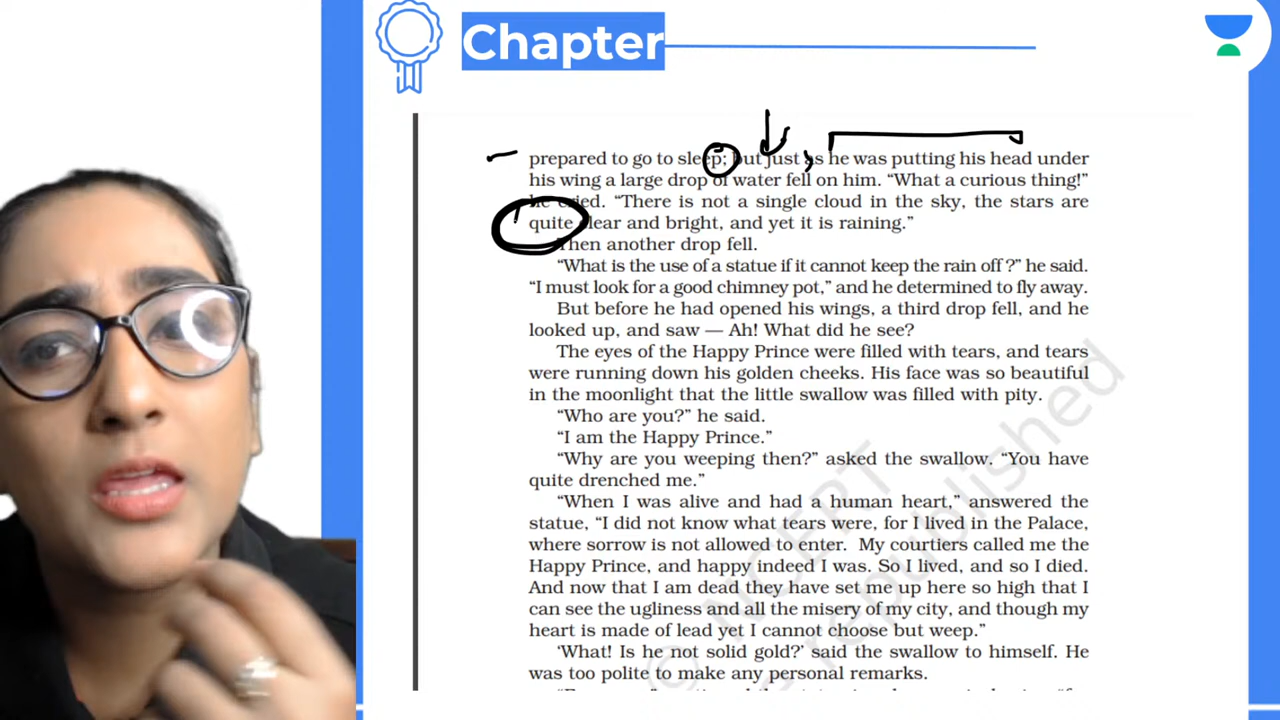 Chapter
prepared to go to sleep; but just as he was putting his head under
his wing a large drop of water fell on him. “What a curious thing!”
he cried. “There is not a single cloud in the sky, the stars are
quite clear and bright, and yet it is raining.”
Then another drop fell.
“What is the use of a statue if it cannot keep the rain off ?” he said.
“I must look for a good chimney pot,” and he determined to fly away.
But before he had opened his wings, a third drop fell, and he
looked up, and saw — Ah! What did he see?
The eyes of the Happy Prince were filled with tears, and tears
were running down his golden cheeks. His face was so beautiful
in the moonlight that the little swallow was filled with pity.
“Who are you?” he said.
“I am the Happy Prince.”
“Why are you weeping then?” asked the swallow. “You have
quite drenched me.”
“When I was alive and had a human heart,” answered the
statue, “I did not know what tears were, for I lived in the Palace,
where sorrow is not allowed to enter. My courtiers called me the
Happy Prince, and happy indeed I was. So I lived, and so I died.
And now that I am dead they have set me up here so high that I
can see the ugliness and all the misery of my city, and though my
heart is made of lead yet I cannot choose but weep.”
‘What! Is he not solid gold?’ said the swallow to himself. He
was too polite to make any personal remarks.
© NCERT
republished